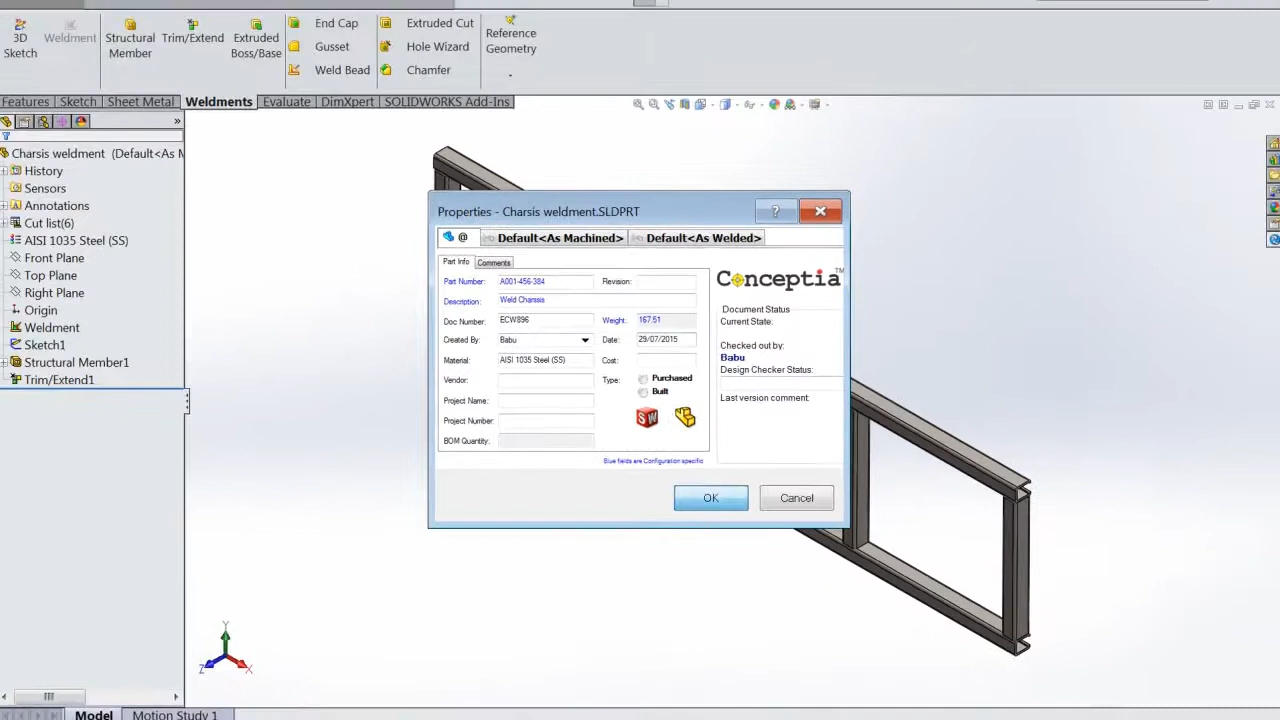 3D Sketch
Weldment
Structural Member
Trim/Extend
Extruded Boss/Base
End Cap
Gusset
Weld Bead
Extruded Cut
Hole Wizard
Chamfer
Reference Geometry
Features
Sketch
Sheet Metal
Weldments
Evaluate
DimXpert
SOLIDWORKS Add-Ins
»
Charsis weldment (Default<As M
History
Sensors
Annotations
Cut list(6)
AISI 1035 Steel (SS)
Front Plane
Top Plane
Right Plane
Origin
Weldment
Sketch1
Structural Member1
Trim/Extend1
Properties - Charsis weldment.SLDPRT
?
@
Default<As Machined>
Default<As Welded>
Part Info
Comments
Part Number: A001-456-384 Revision:
Description: Weld Charssis
Doc Number: ECW896 Weight: 167.51
Created By: Babu Date: 29/07/2015
Material: AISI 1035 Steel (SS) Cost:
Vendor: Type: Purchased
Built
Project Name:
Project Number:
SW
BOM Quantity:
Blue fields are Configuration specific
Conceptia™
Document Status
Current State:
Checked out by:
Babu
Design Checker Status:
Last version comment:
OK
Cancel
Y
Z
X
Model
Motion Study 1